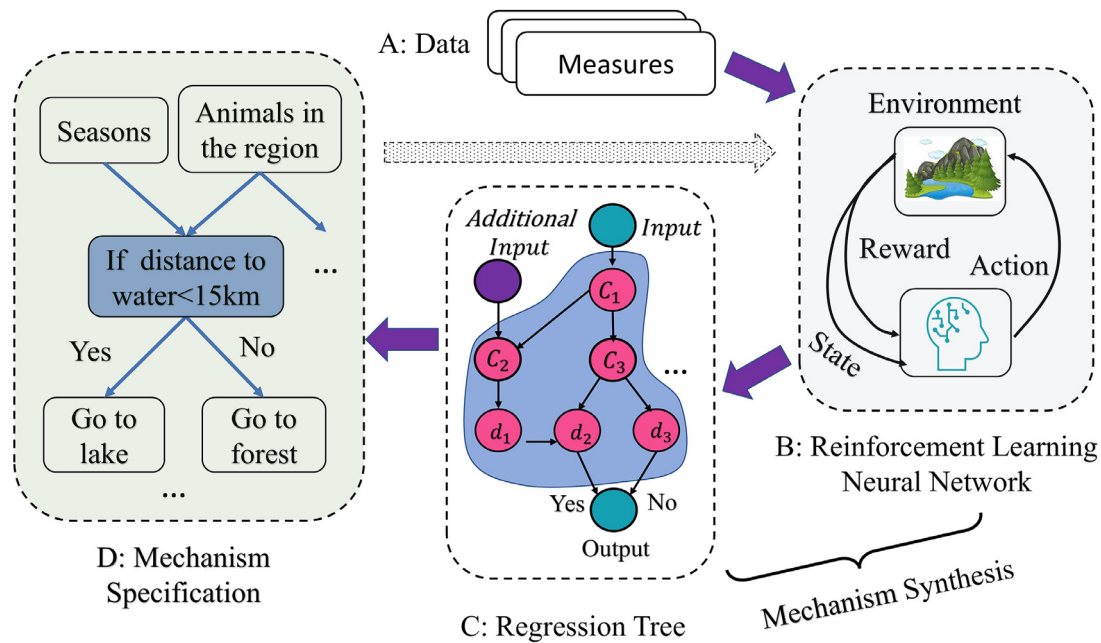 A: Data
Measures
Seasons
Animals in
the region
If distance to
water<15km
...
Yes
No
Go to
lake
Go to
forest
...
D: Mechanism
Specification
Additional
Input
Input
C₁
C₂
C₃
...
d₁
d₂
d₃
Yes
No
Output
C: Regression Tree
Environment
Reward
Action
State
B: Reinforcement Learning
Neural Network
Mechanism Synthesis